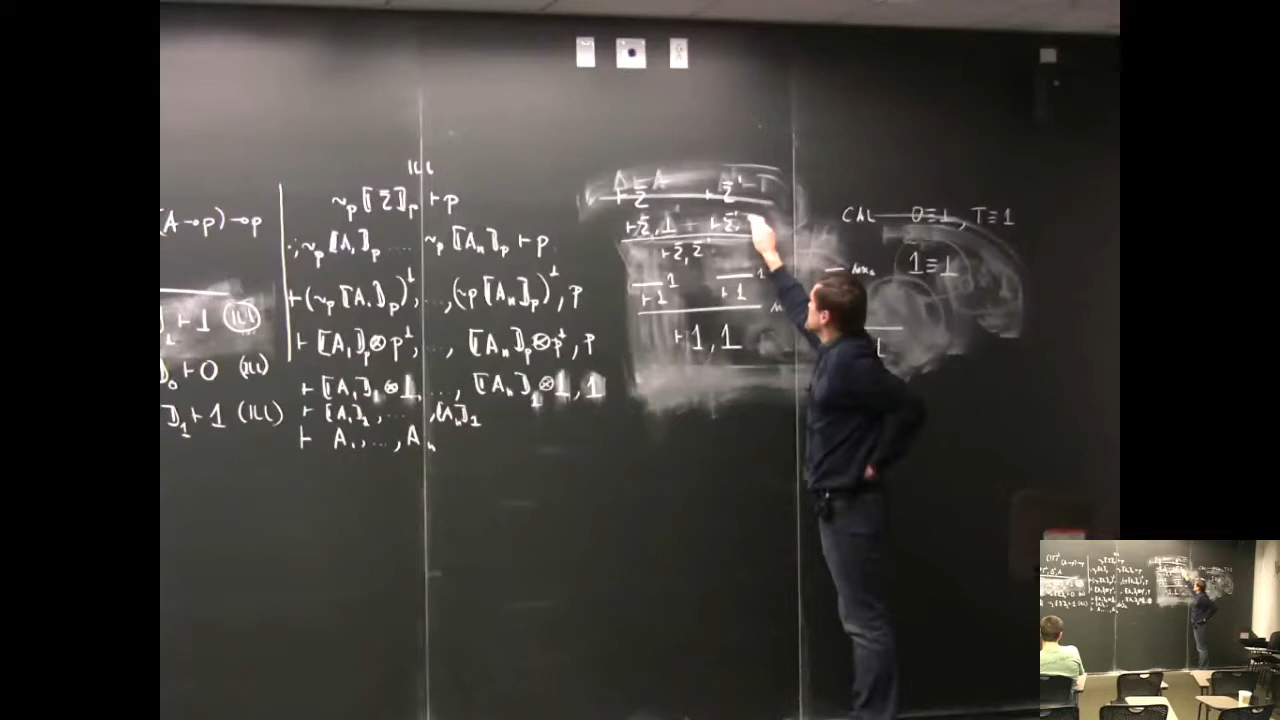 (A→p)⊸p
⊢ 1 (ILL)
⟧₀ ⊢ 0 (ILL)
⟧₁ ⊢ 1 (ILL)
ILL
~p⟦Σ⟧p ⊢ p
~p⟦A₁⟧p ... ~p⟦Aₙ⟧p ⊢ p
⊢ (~p⟦A₁⟧p)^⊥, ..., (~p⟦Aₙ⟧p)^⊥, p
⊢ ⟦A₁⟧p ⊗ p^⊥, ..., ⟦Aₙ⟧p ⊗ p^⊥, p
⊢ ⟦A₁⟧₁ ⊗ ⊥, ..., ⟦Aₙ⟧₁ ⊗ ⊥, 1
⊢ ⟦A₁⟧₁, ..., ⟦Aₙ⟧₁
⊢ A₁, ..., Aₙ
⊢ Σ ⊢ Σ'
⊢ Σ, 1 ⊢ Σ',
⊢ Σ, Σ'
1 1
⊢ 1 ⊢ 1
⊢ 1, 1
CAL 0 ≡ ⊥, ⊤ ≡ 1
1 ≡ ⊥